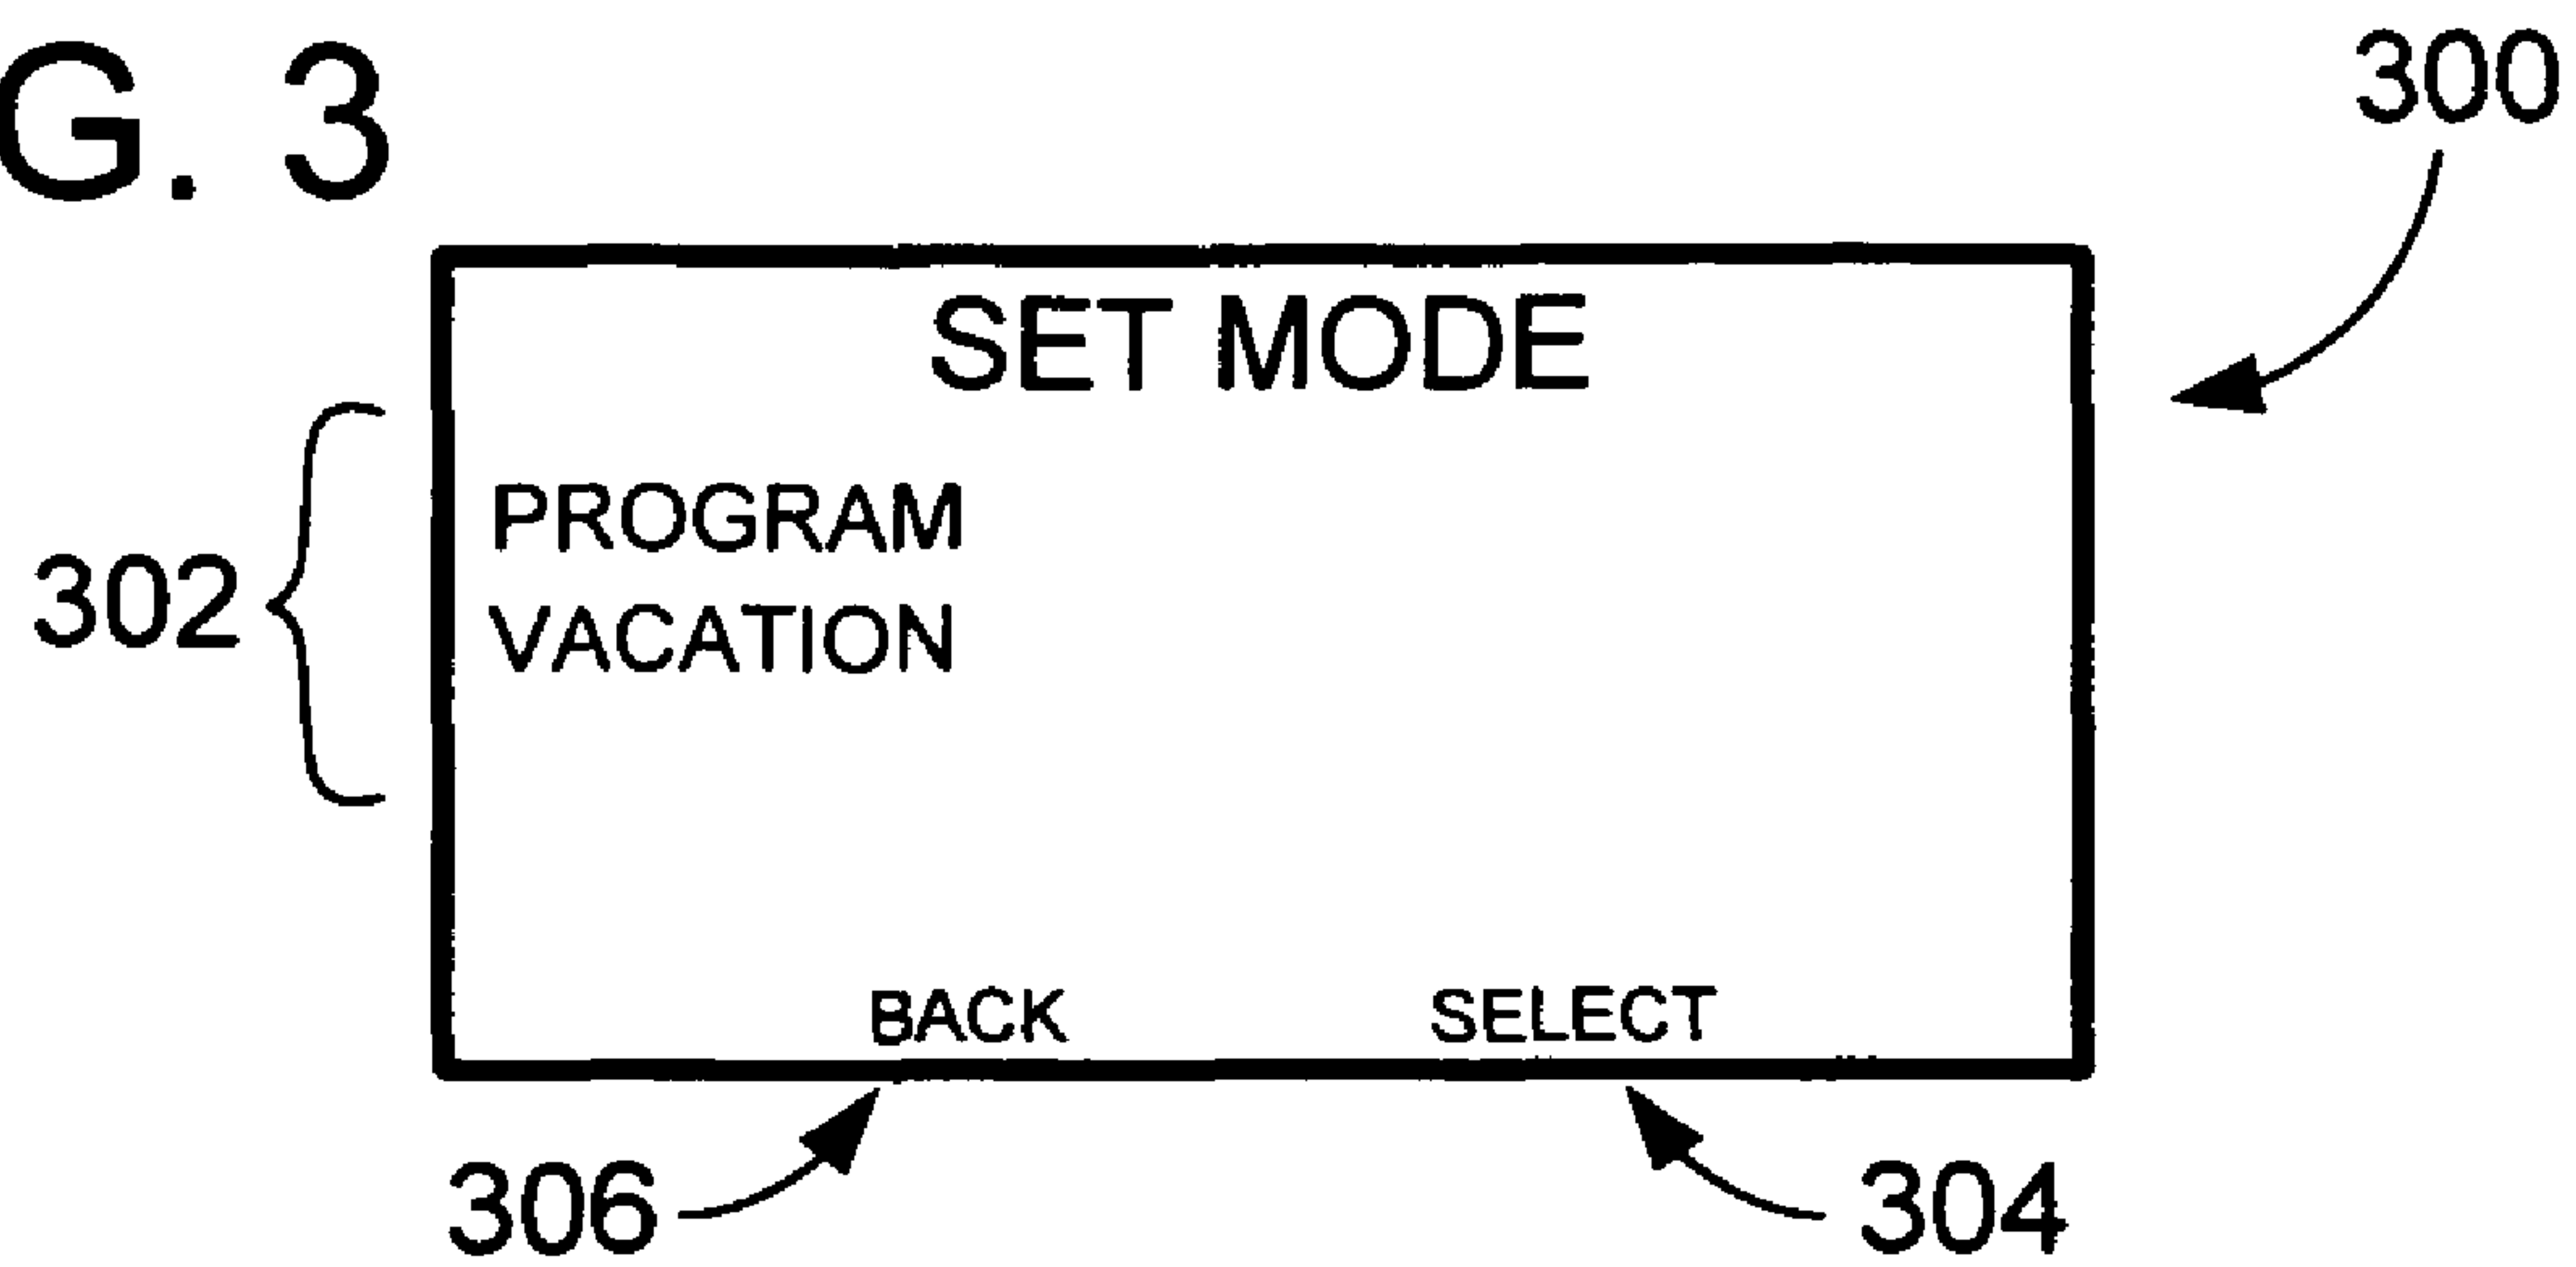 G. 3
300
SET MODE
PROGRAM
302
VACATION
BACK SELECT
306 304